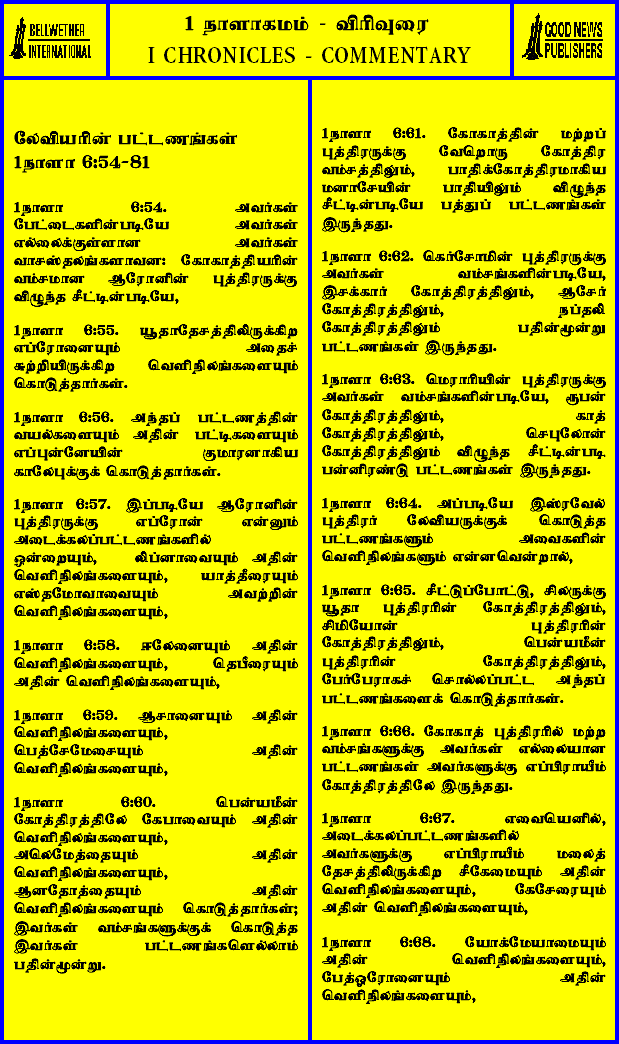 BELLWETHER
INTERNATIONAL
1 நாளாகமம் - விரிவுரை
I CHRONICLES - COMMENTARY
GOOD NEWS
PUBLISHERS
லேவியரின் பட்டணங்கள்
1நாளா 6:54-81
1நாளா 6:54. அவர்கள்
பேட்டைகளின்படியே அவர்கள்
எல்லைக்குள்ளான அவர்கள்
வாசஸ்தலங்களாவன: கோகாத்தியரின்
வம்சமான ஆரோனின் புத்திரருக்கு
விழுந்த சீட்டின்படியே,
1நாளா 6:55. யூதாதேசத்திலிருக்கிற
எப்ரோனையும் அதைச்
சுற்றியிருக்கிற வெளிநிலங்களையும்
கொடுத்தார்கள்.
1நாளா 6:56. அந்தப் பட்டணத்தின்
வயல்களையும் அதின் பட்டிகளையும்
எப்புன்னேயின் குமாரனாகிய
காலேபுக்குக் கொடுத்தார்கள்.
1நாளா 6:57. இப்படியே ஆரோனின்
புத்திரருக்கு எப்ரோன் என்னும்
அடைக்கலப்பட்டணங்களில்
ஒன்றையும், லிப்னாவையும் அதின்
வெளிநிலங்களையும், யாத்தீரையும்
எஸ்தமோவாவையும் அவற்றின்
வெளிநிலங்களையும்,
1நாளா 6:58. ஈலேனையும் அதின்
வெளிநிலங்களையும், தெபீரையும்
அதின் வெளிநிலங்களையும்,
1நாளா 6:59. ஆசானையும் அதின்
வெளிநிலங்களையும்,
பெத்சேமேசையும் அதின்
வெளிநிலங்களையும்,
1நாளா 6:60. பென்யமீன்
கோத்திரத்திலே கேபாவையும் அதின்
வெளிநிலங்களையும்,
அலெமேத்தையும் அதின்
வெளிநிலங்களையும்,
ஆனதோத்தையும் அதின்
வெளிநிலங்களையும் கொடுத்தார்கள்;
இவர்கள் வம்சங்களுக்குக் கொடுத்த
இவர்கள் பட்டணங்களெல்லாம்
பதின்மூன்று.
1நாளா 6:61. கோகாத்தின் மற்றப்
புத்திரருக்கு வேறொரு கோத்திர
வம்சத்திலும், பாதிக்கோத்திரமாகிய
மனாசேயின் பாதியிலும் விழுந்த
சீட்டின்படியே பத்துப் பட்டணங்கள்
இருந்தது.
1நாளா 6:62. கெர்சோமின் புத்திரருக்கு
அவர்கள் வம்சங்களின்படியே,
இசக்கார் கோத்திரத்திலும், ஆசேர்
கோத்திரத்திலும், நப்தலி
கோத்திரத்திலும் பதின்மூன்று
பட்டணங்கள் இருந்தது.
1நாளா 6:63. மெராரியின் புத்திரருக்கு
அவர்கள் வம்சங்களின்படியே, ரூபன்
கோத்திரத்திலும், காத்
கோத்திரத்திலும், செபுலோன்
கோத்திரத்திலும் விழுந்த சீட்டின்படி
பன்னிரண்டு பட்டணங்கள் இருந்தது.
1நாளா 6:64. அப்படியே இஸ்ரவேல்
புத்திரர் லேவியருக்குக் கொடுத்த
பட்டணங்களும் அவைகளின்
வெளிநிலங்களும் என்னவென்றால்,
1நாளா 6:65. சீட்டுப்போட்டு, சிலருக்கு
யூதா புத்திரரின் கோத்திரத்திலும்,
சிமியோன் புத்திரரின்
கோத்திரத்திலும், பென்யமீன்
புத்திரரின் கோத்திரத்திலும்,
பேர்பேராகச் சொல்லப்பட்ட அந்தப்
பட்டணங்களைக் கொடுத்தார்கள்.
1நாளா 6:66. கோகாத் புத்திரரில் மற்ற
வம்சங்களுக்கு அவர்கள் எல்லையான
பட்டணங்கள் அவர்களுக்கு எப்பிராயீம்
கோத்திரத்திலே இருந்தது.
1நாளா 6:67. எவையெனில்,
அடைக்கலப்பட்டணங்களில்
அவர்களுக்கு எப்பிராயீம் மலைத்
தேசத்திலிருக்கிற சீகேமையும் அதின்
வெளிநிலங்களையும், கேசேரையும்
அதின் வெளிநிலங்களையும்,
1நாளா 6:68. யோக்மேயாமையும்
அதின் வெளிநிலங்களையும்,
பேத்ஓரோனையும் அதின்
வெளிநிலங்களையும்,